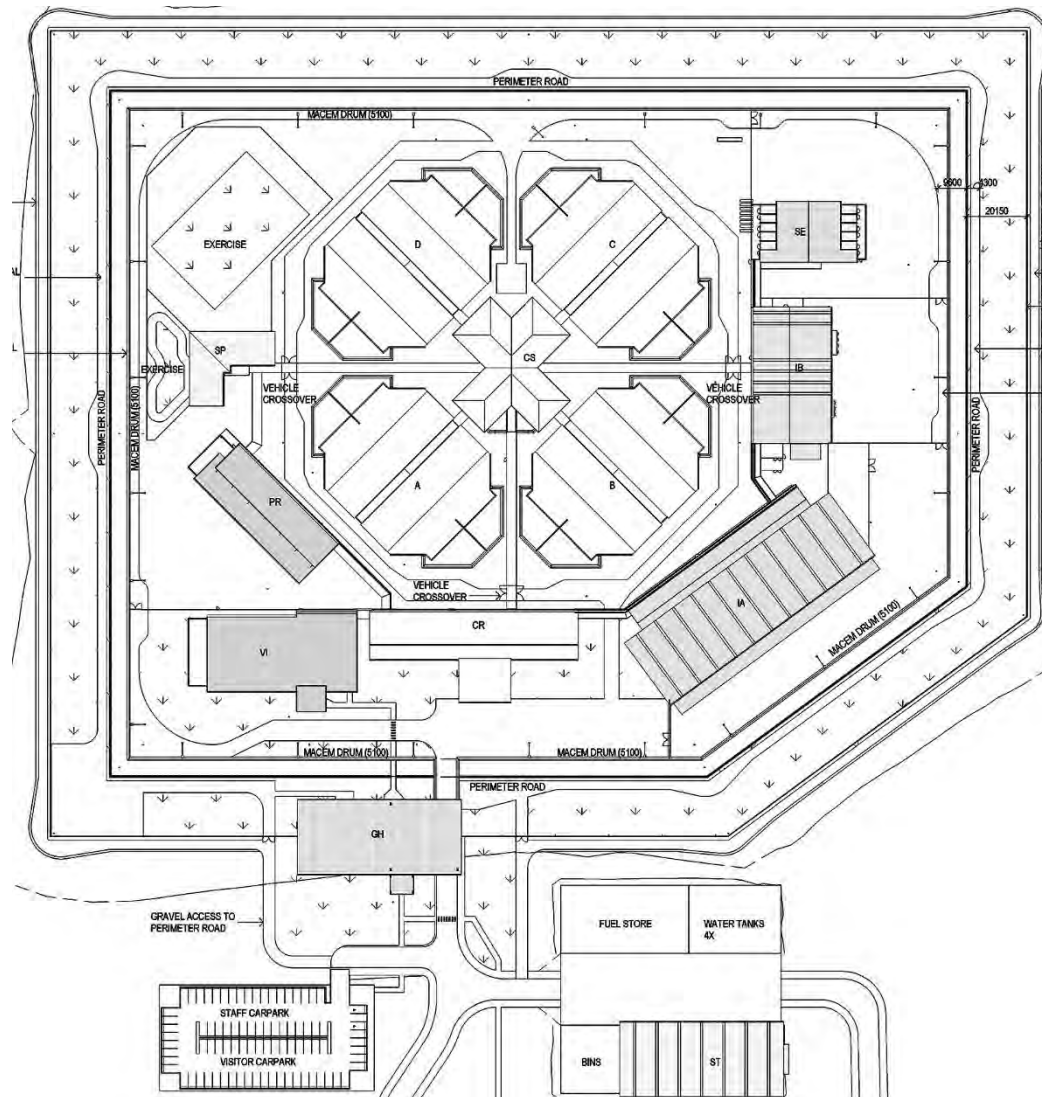 PERIMETER ROAD
MACEM DRUM (5100)
9600
4300
20150
SE
D
C
EXERCISE
SP
CS
IB
EXERCISE
VEHICLE
CROSSOVER
VEHICLE
CROSSOVER
PERIMETER ROAD
MACEM DRUM (5100)
PERIMETER ROAD
A
B
PR
VEHICLE
CROSSOVER
IA
CR
VI
MACEM DRUM (5100)
MACEM DRUM (5100)
MACEM DRUM (5100)
PERIMETER ROAD
GH
GRAVEL ACCESS TO
PERIMETER ROAD
FUEL STORE
WATER TANKS
4X
STAFF CARPARK
VISITOR CARPARK
BINS
ST